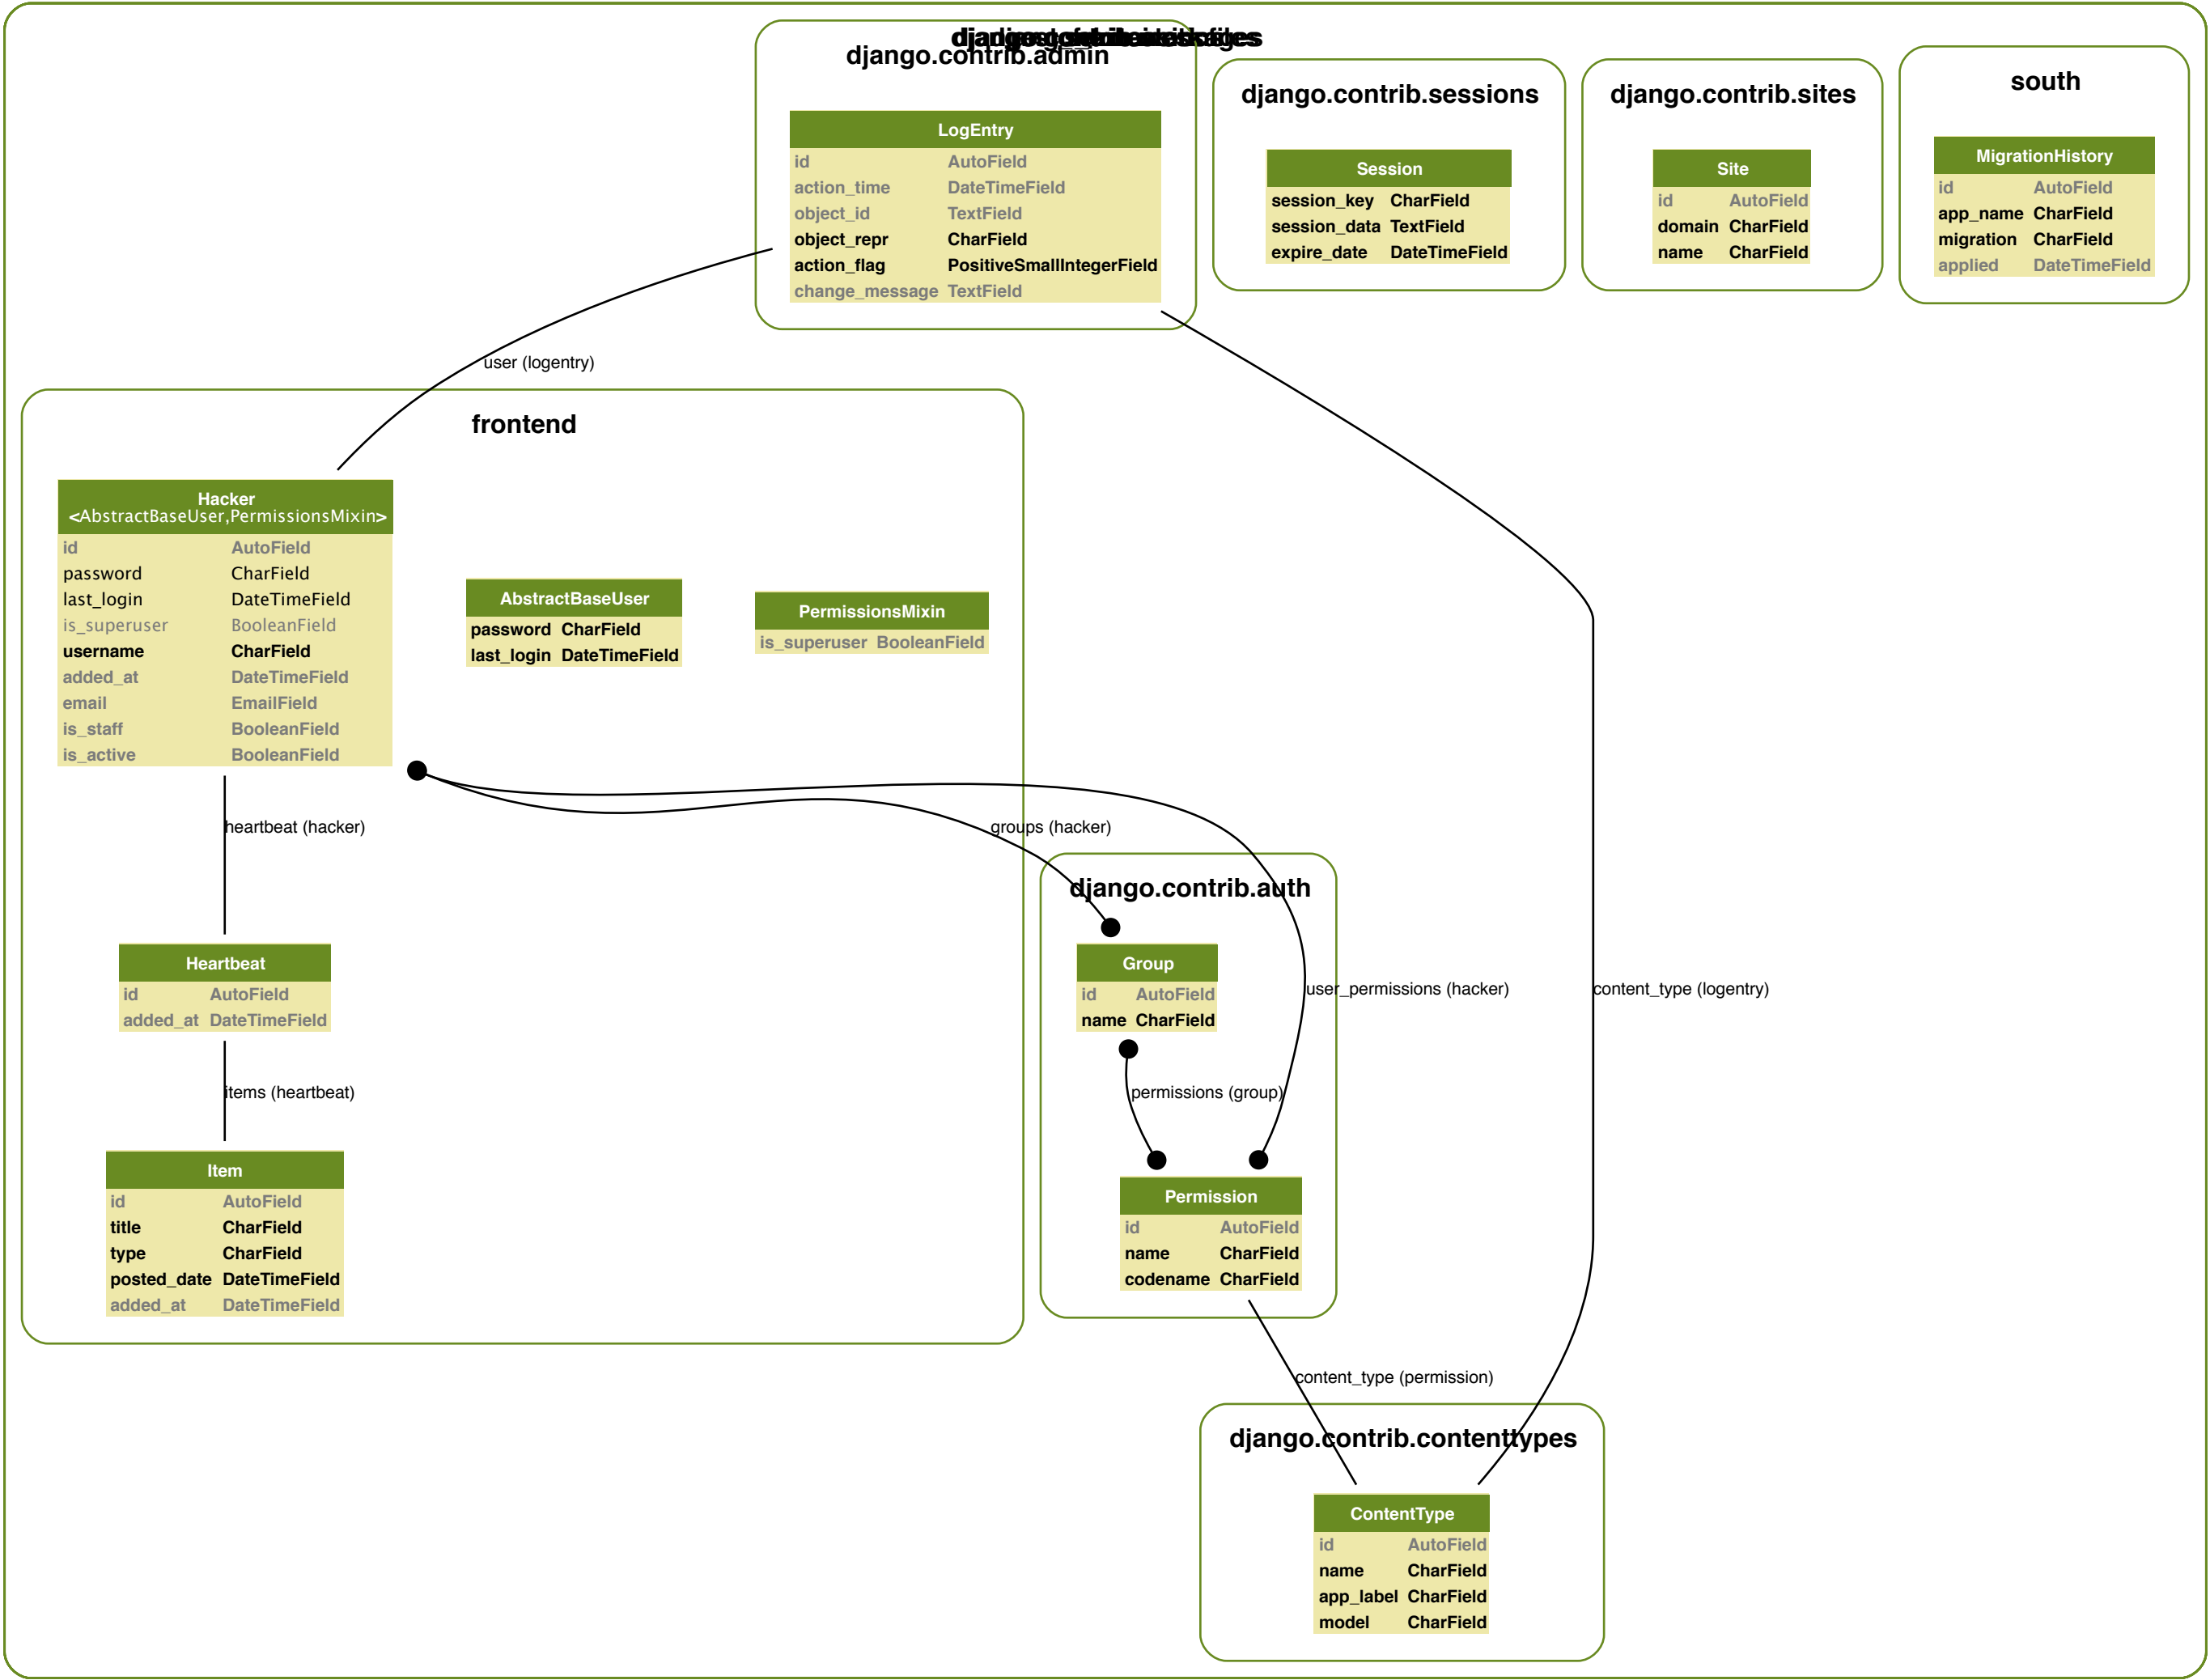 django.contrib.admin
LogEntry
id AutoField
action_time DateTimeField
object_id TextField
object_repr CharField
action_flag PositiveSmallIntegerField
change_message TextField
django.contrib.sessions
Session
session_key CharField
session_data TextField
expire_date DateTimeField
django.contrib.sites
Site
id AutoField
domain CharField
name CharField
south
MigrationHistory
id AutoField
app_name CharField
migration CharField
applied DateTimeField
user (logentry)
frontend
Hacker
<AbstractBaseUser,PermissionsMixin>
id AutoField
password CharField
last_login DateTimeField
is_superuser BooleanField
username CharField
added_at DateTimeField
email EmailField
is_staff BooleanField
is_active BooleanField
AbstractBaseUser
password CharField
last_login DateTimeField
PermissionsMixin
is_superuser BooleanField
heartbeat (hacker)
groups (hacker)
Heartbeat
id AutoField
added_at DateTimeField
items (heartbeat)
Item
id AutoField
title CharField
type CharField
posted_date DateTimeField
added_at DateTimeField
django.contrib.auth
Group
id AutoField
name CharField
user_permissions (hacker)
content_type (logentry)
permissions (group)
Permission
id AutoField
name CharField
codename CharField
content_type (permission)
django.contrib.contenttypes
ContentType
id AutoField
name CharField
app_label CharField
model CharField